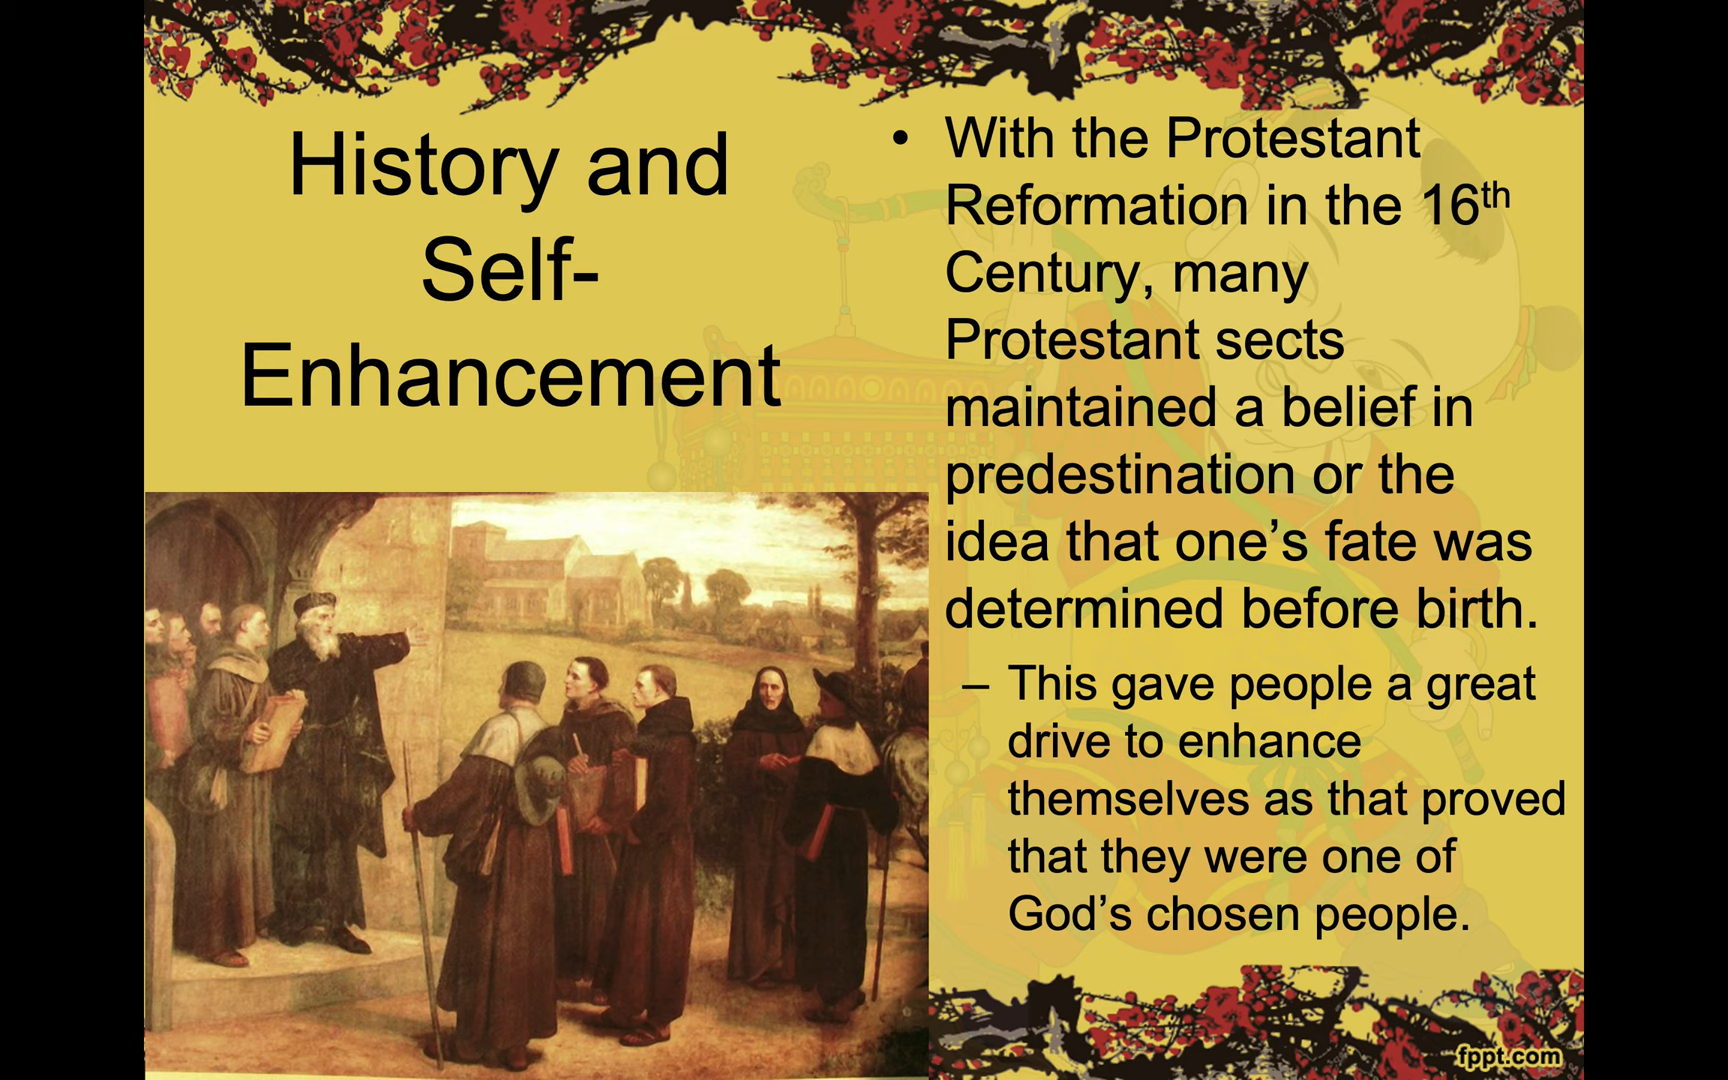 History and
Self-
Enhancement
• With the Protestant
Reformation in the 16th
Century, many
Protestant sects
maintained a belief in
predestination or the
idea that one’s fate was
determined before birth.
– This gave people a great
drive to enhance
themselves as that proved
that they were one of
God’s chosen people.
fppt.com